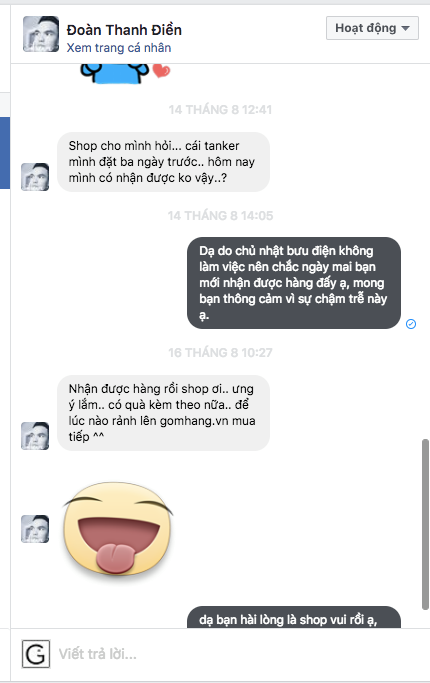 Đoàn Thanh Điền
Hoạt động
Xem trang cá nhân
14 THÁNG 8 12:41
Shop cho mình hỏi... cái tanker
mình đặt ba ngày trước.. hôm nay
mình có nhận được ko vậy..?
14 THÁNG 8 14:05
Dạ do chủ nhật bưu điện không
làm việc nên chắc ngày mai bạn
mới nhận được hàng đấy ạ, mong
bạn thông cảm vì sự chậm trễ này
ạ.
16 THÁNG 8 10:27
Nhận được hàng rồi shop ơi.. ưng
ý lắm.. có quà kèm theo nữa.. để
lúc nào rảnh lên gomhang.vn mua
tiếp ^^
dạ bạn hài lòng là shop vui rồi ạ,
G
Viết trả lời...